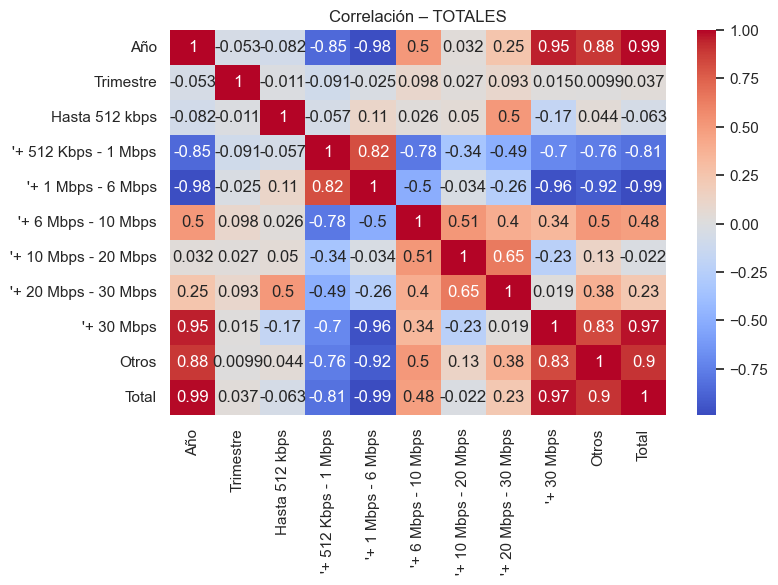 Correlación – TOTALES
Año 1 -0.053 -0.082 -0.85 -0.98 0.5 0.032 0.25 0.95 0.88 0.99
Trimestre -0.053 1 -0.011 -0.091 -0.025 0.098 0.027 0.093 0.015 0.0099 0.037
Hasta 512 kbps -0.082 -0.011 1 -0.057 0.11 0.026 0.05 0.5 -0.17 0.044 -0.063
'+ 512 Kbps - 1 Mbps -0.85 -0.091 -0.057 1 0.82 -0.78 -0.34 -0.49 -0.7 -0.76 -0.81
'+ 1 Mbps - 6 Mbps -0.98 -0.025 0.11 0.82 1 -0.5 -0.034 -0.26 -0.96 -0.92 -0.99
'+ 6 Mbps - 10 Mbps 0.5 0.098 0.026 -0.78 -0.5 1 0.51 0.4 0.34 0.5 0.48
'+ 10 Mbps - 20 Mbps 0.032 0.027 0.05 -0.34 -0.034 0.51 1 0.65 -0.23 0.13 -0.022
'+ 20 Mbps - 30 Mbps 0.25 0.093 0.5 -0.49 -0.26 0.4 0.65 1 0.019 0.38 0.23
'+ 30 Mbps 0.95 0.015 -0.17 -0.7 -0.96 0.34 -0.23 0.019 1 0.83 0.97
Otros 0.88 0.0099 0.044 -0.76 -0.92 0.5 0.13 0.38 0.83 1 0.9
Total 0.99 0.037 -0.063 -0.81 -0.99 0.48 -0.022 0.23 0.97 0.9 1
Año
Trimestre
Hasta 512 kbps
'+ 512 Kbps - 1 Mbps
'+ 1 Mbps - 6 Mbps
'+ 6 Mbps - 10 Mbps
'+ 10 Mbps - 20 Mbps
'+ 20 Mbps - 30 Mbps
'+ 30 Mbps
Otros
Total
1.00
0.75
0.50
0.25
0.00
−0.25
−0.50
−0.75